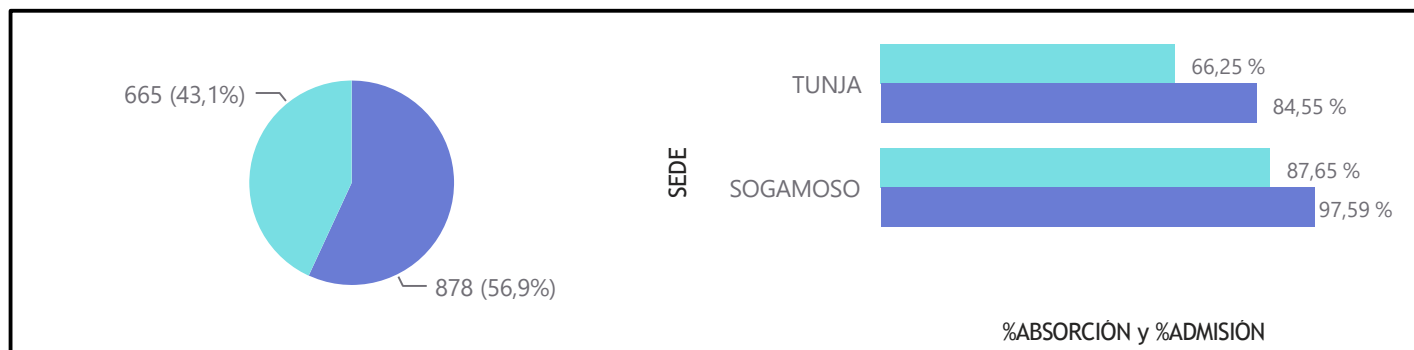 665 (43,1%)
878 (56,9%)
SEDE
TUNJA
66,25 %
84,55 %
SOGAMOSO
87,65 %
97,59 %
%ABSORCIÓN y %ADMISIÓN